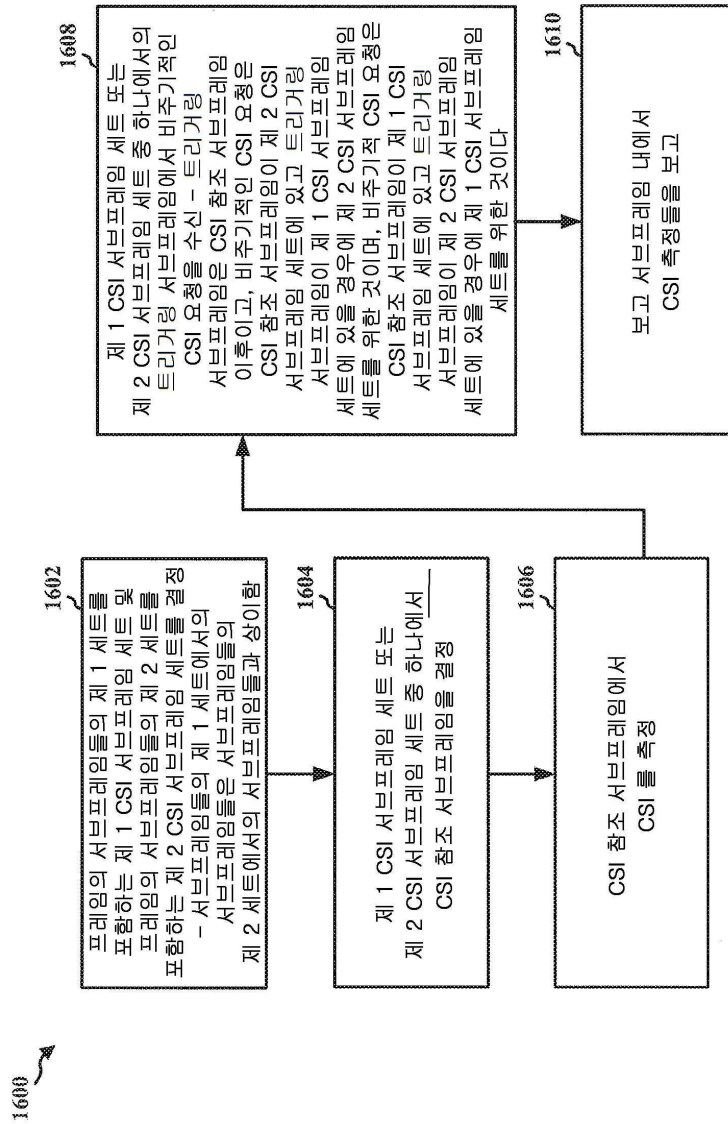 1600
1602
프레임의 서브프레임들의 제 1 세트를
포함하는 제 1 CSI 서브프레임 세트 및
프레임의 서브프레임들의 제 2 세트를
포함하는 제 2 CSI 서브프레임 세트를 결정
- 서브프레임들의 제 1 세트에서의
서브프레임들은 서브프레임들의
제 2 세트에서의 서브프레임들과 상이함
1604
제 1 CSI 서브프레임 세트 또는
제 2 CSI 서브프레임 세트 중 하나에서
CSI 참조 서브프레임을 결정
1606
CSI 참조 서브프레임에서
CSI 를 측정
1608
제 1 CSI 서브프레임 세트 또는
제 2 CSI 서브프레임 세트 중 하나에서의
트리거링 서브프레임에서 비주기적인
CSI 요청을 수신 - 트리거링
서브프레임은 CSI 참조 서브프레임
이후이고, 비주기적인 CSI 요청은
CSI 참조 서브프레임이 제 2 CSI
서브프레임 세트에 있고 트리거링
서브프레임이 제 1 CSI 서브프레임
세트에 있을 경우에 제 2 CSI 서브프레임
세트를 위한 것이며, 비주기적 CSI 요청은
CSI 참조 서브프레임이 제 1 CSI
서브프레임 세트에 있고 트리거링
서브프레임이 제 2 CSI 서브프레임
세트에 있을 경우에 제 1 CSI 서브프레임
세트를 위한 것이다
1610
보고 서브프레임 내에서
CSI 측정들을 보고